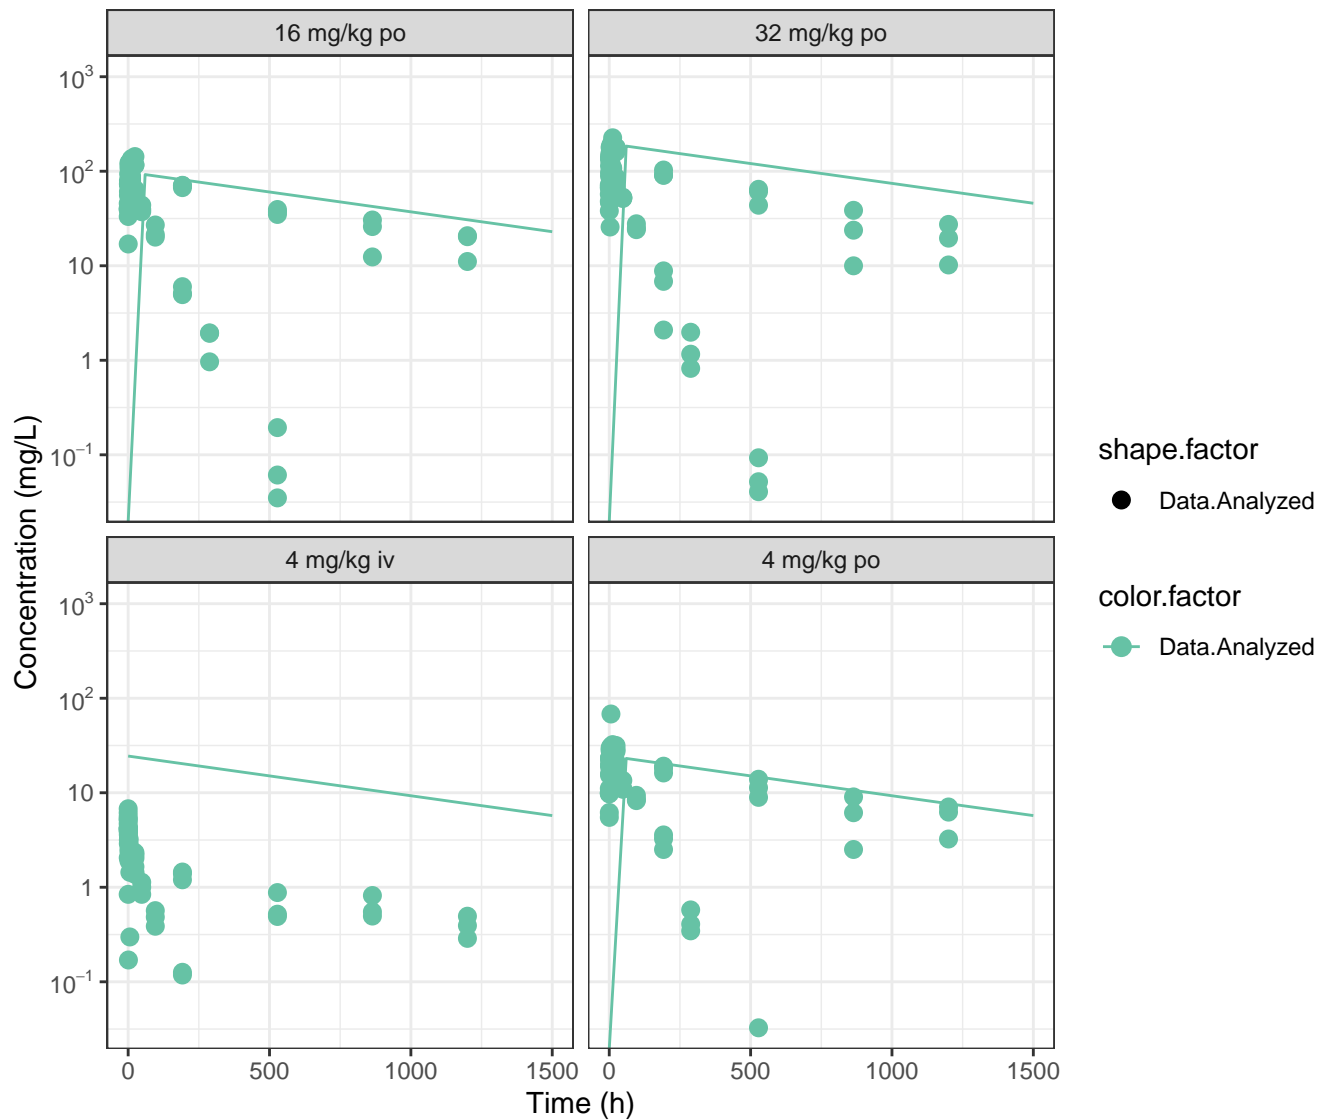 16 mg/kg po
32 mg/kg po
10³
10²
10
1
10⁻¹
4 mg/kg iv
4 mg/kg po
10³
10²
10
1
10⁻¹
0 500 1000 1500
0 500 1000 1500
Time (h)
Concentration (mg/L)
shape.factor
Data.Analyzed
color.factor
Data.Analyzed